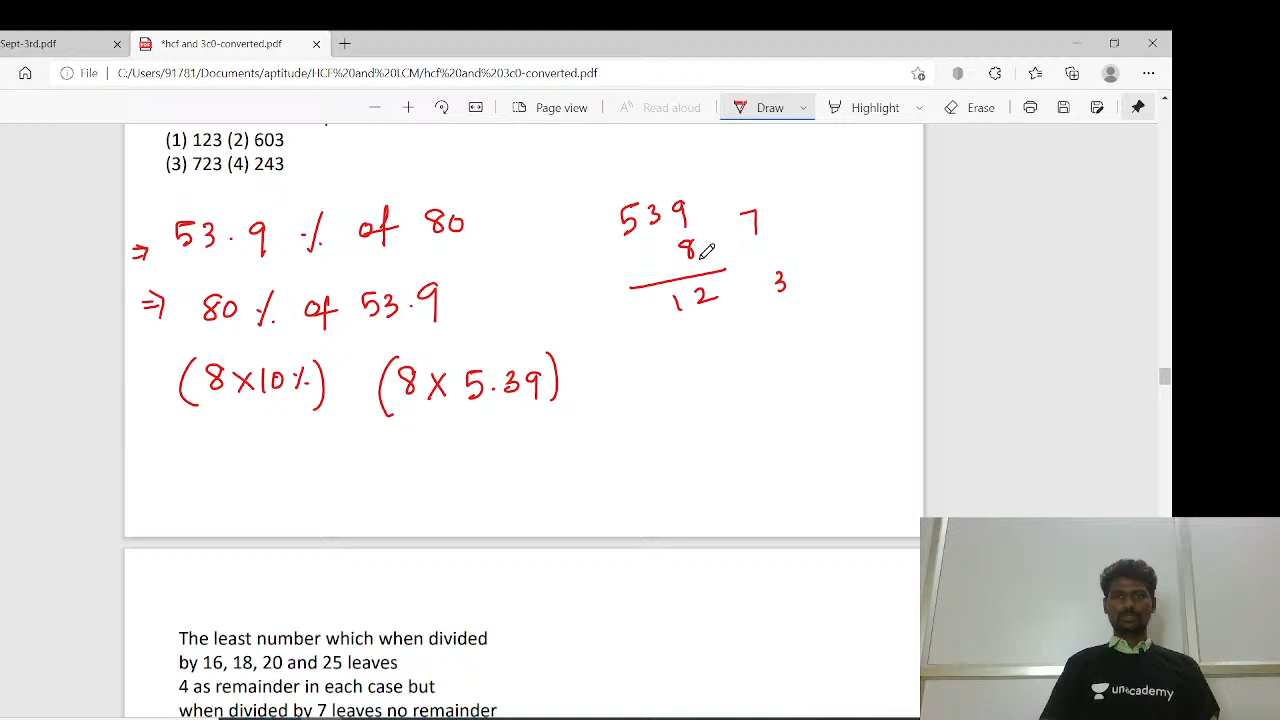 Sept-3rd.pdf
*hcf and 3c0-converted.pdf
File C:/Users/91781/Documents/aptitude/HCF%20and%20LCM/hcf%20and%203c0-converted.pdf
Page view Read aloud Draw Highlight Erase
(1) 123 (2) 603
(3) 723 (4) 243
⇒ 53.9 % of 80
⇒ 80 % of 53.9
(8 X 10 %) (8 X 5.39)
539 7
8
12 3
The least number which when divided
by 16, 18, 20 and 25 leaves
4 as remainder in each case but
when divided by 7 leaves no remainder
unacademy